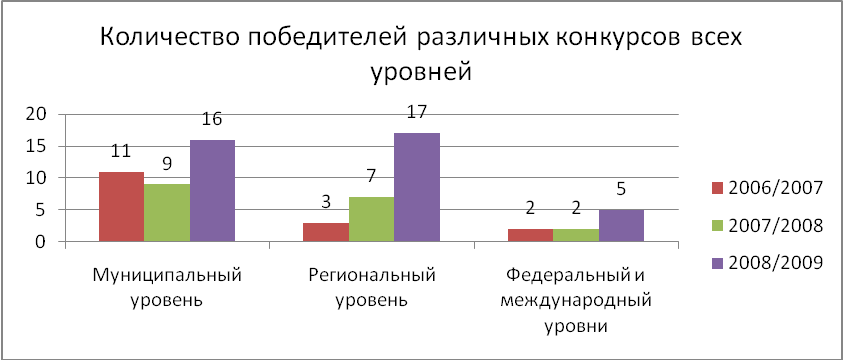 Количество победителей различных конкурсов всех
уровней
20
15
10
5
0
11
9
16
3
7
17
2
2
5
Муниципальный
уровень
Региональный
уровень
Федеральный и
международный
уровни
2006/2007
2007/2008
2008/2009